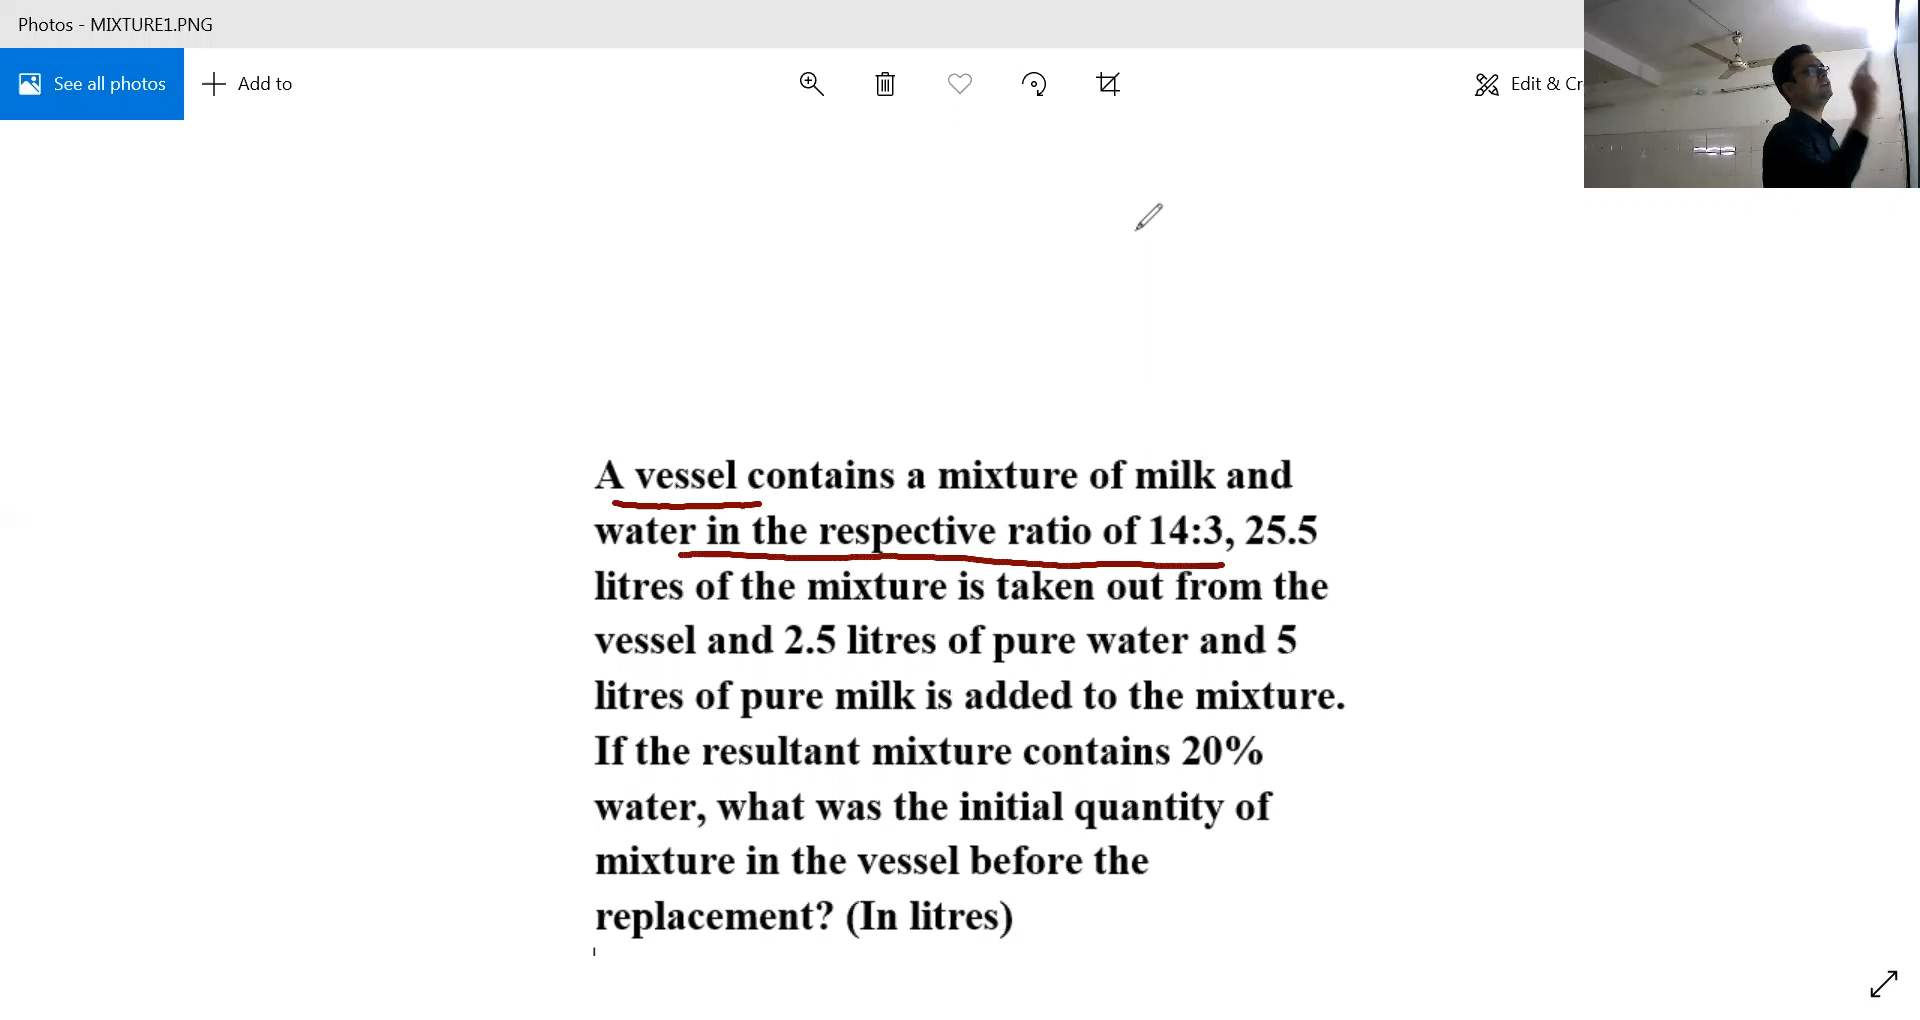 Photos - MIXTURE1.PNG
See all photos
Add to
Edit & Cr
A vessel contains a mixture of milk and
water in the respective ratio of 14:3, 25.5
litres of the mixture is taken out from the
vessel and 2.5 litres of pure water and 5
litres of pure milk is added to the mixture.
If the resultant mixture contains 20%
water, what was the initial quantity of
mixture in the vessel before the
replacement? (In litres)